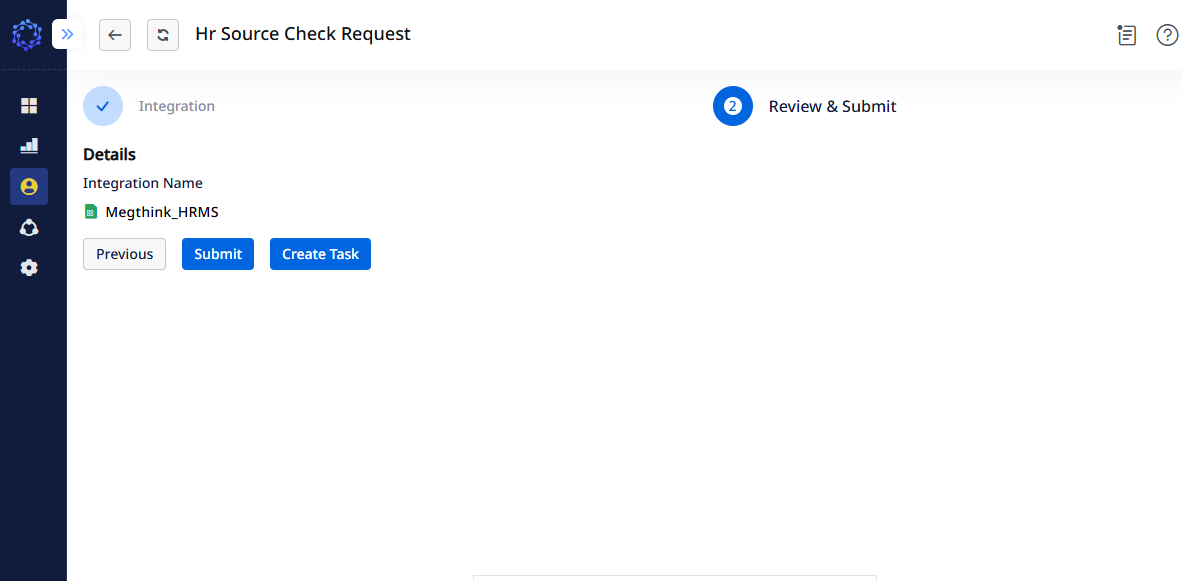 Hr Source Check Request
Integration
2
Review & Submit
Details
Integration Name
Megthink_HRMS
Previous
Submit
Create Task